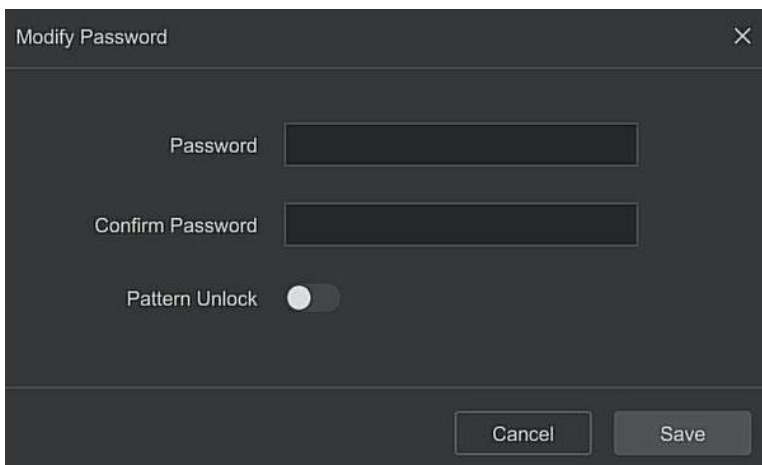 Modify Password
Password
Confirm Password
Pattern Unlock
Cancel Save